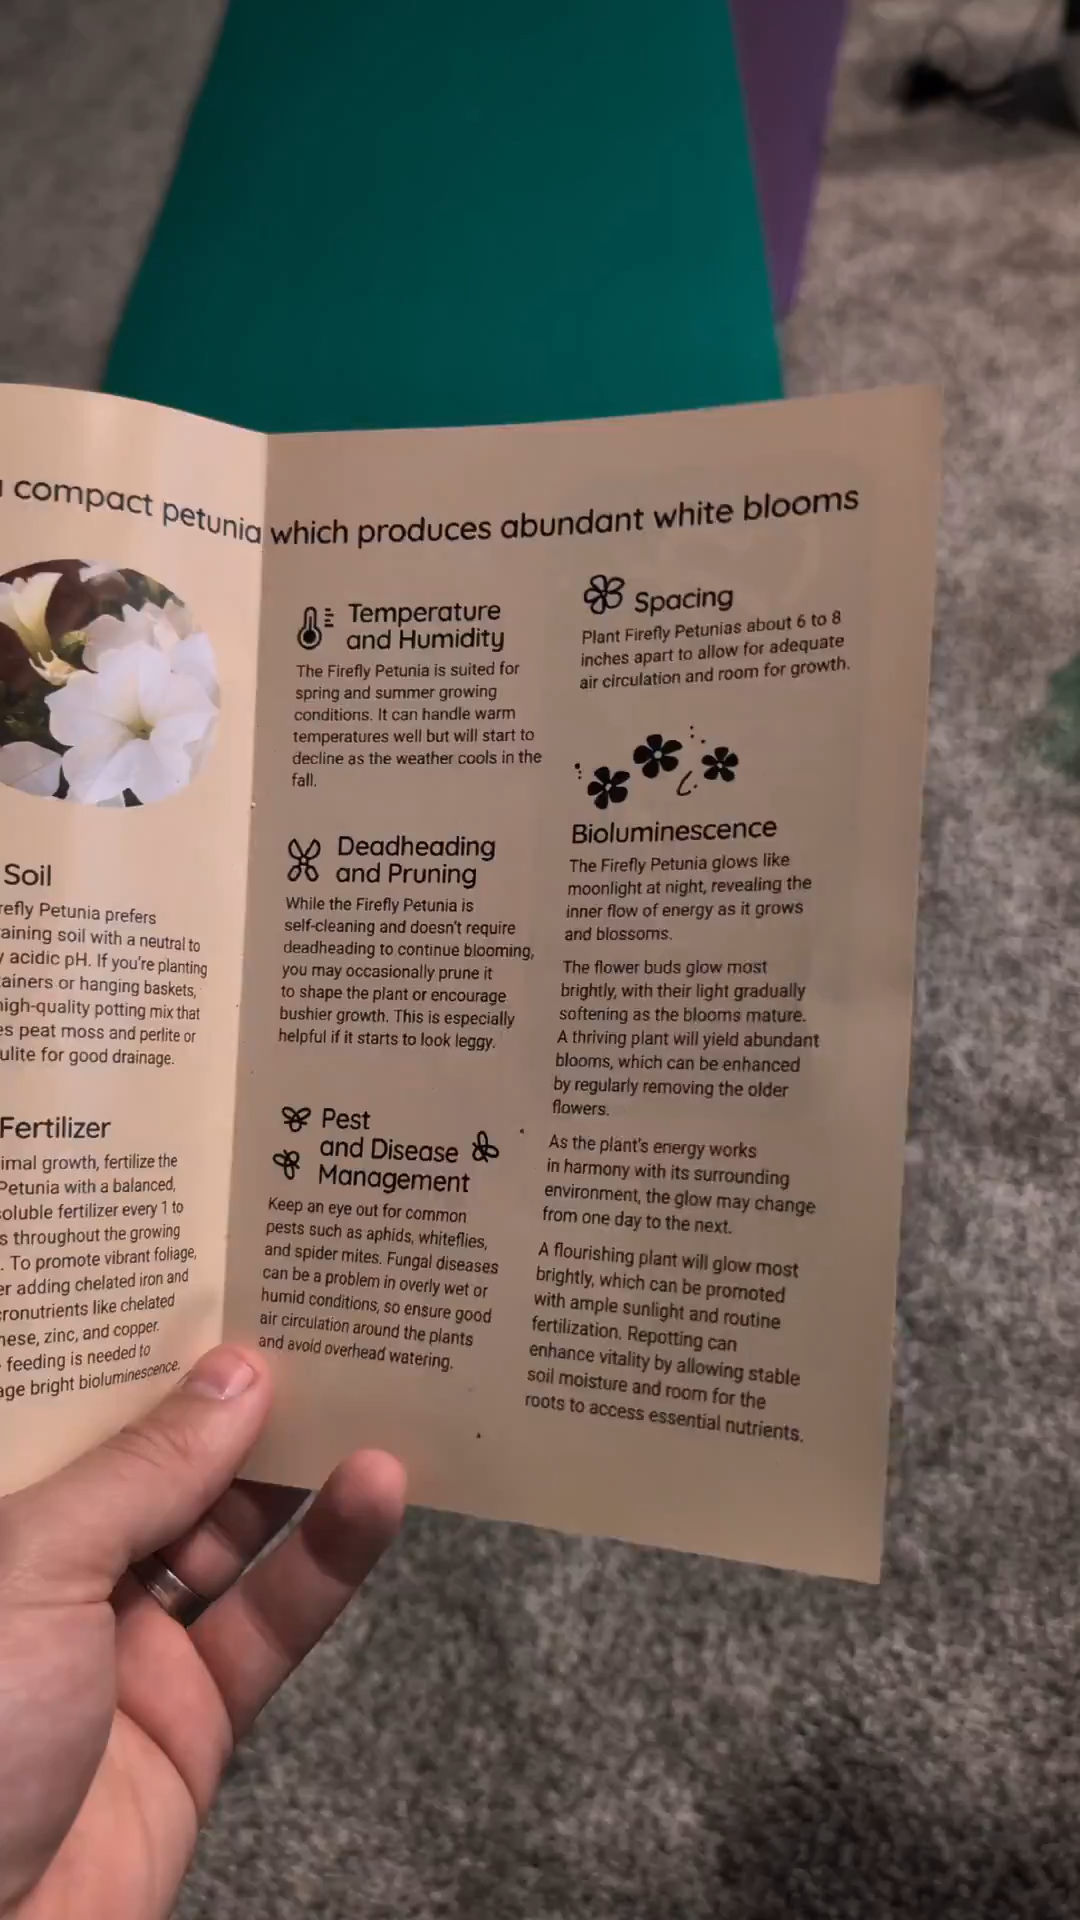 compact petunia which produces abundant white blooms
Soil
Petunia prefers
soil with a neutral to
acidic pH. If you're planting
or hanging baskets,
high-quality potting mix that
peat moss and perlite or
for good drainage.
Fertilizer
growth, fertilize the
Petunia with a balanced,
fertilizer every 1 to
throughout the growing
To promote vibrant foliage,
adding chelated iron and
like chelated
zinc, and copper.
feeding is needed to
bright bioluminescence.
Temperature
and Humidity
The Firefly Petunia is suited for
spring and summer growing
conditions. It can handle warm
temperatures well but will start to
decline as the weather cools in the
fall.
Deadheading
and Pruning
While the Firefly Petunia is
self-cleaning and doesn't require
deadheading to continue blooming,
you may occasionally prune it
to shape the plant or encourage
bushier growth. This is especially
helpful if it starts to look leggy.
Pest
and Disease
Management
Keep an eye out for common
pests such as aphids, whiteflies,
and spider mites. Fungal diseases
can be a problem in overly wet or
humid conditions, so ensure good
air circulation around the plants
and avoid overhead watering.
Spacing
Plant Firefly Petunias about 6 to 8
inches apart to allow for adequate
air circulation and room for growth.
Bioluminescence
The Firefly Petunia glows like
moonlight at night, revealing the
inner flow of energy as it grows
and blossoms.
The flower buds glow most
brightly, with their light gradually
softening as the blooms mature.
A thriving plant will yield abundant
blooms, which can be enhanced
by regularly removing the older
flowers.
As the plant's energy works
in harmony with its surrounding
environment, the glow may change
from one day to the next.
A flourishing plant will glow most
brightly, which can be promoted
with ample sunlight and routine
fertilization. Repotting can
enhance vitality by allowing stable
soil moisture and room for the
roots to access essential nutrients.